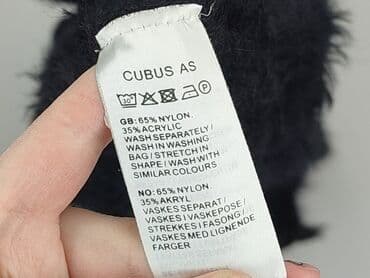 CUBUS AS
30° P
GB: 65% NYLON.
35% ACRYLIC
WASH SEPARATELY/
WASH IN WASHING
BAG/STRETCH IN
SHAPE/WASH WITH
SIMILAR COLOURS
NO: 65% NYLON.
35% AKRYL
VASKES SEPARAT/
VASKES I VASKEPOSE/
STREKKES I FASONG/
VASKES MED LIGNENDE
FARGER